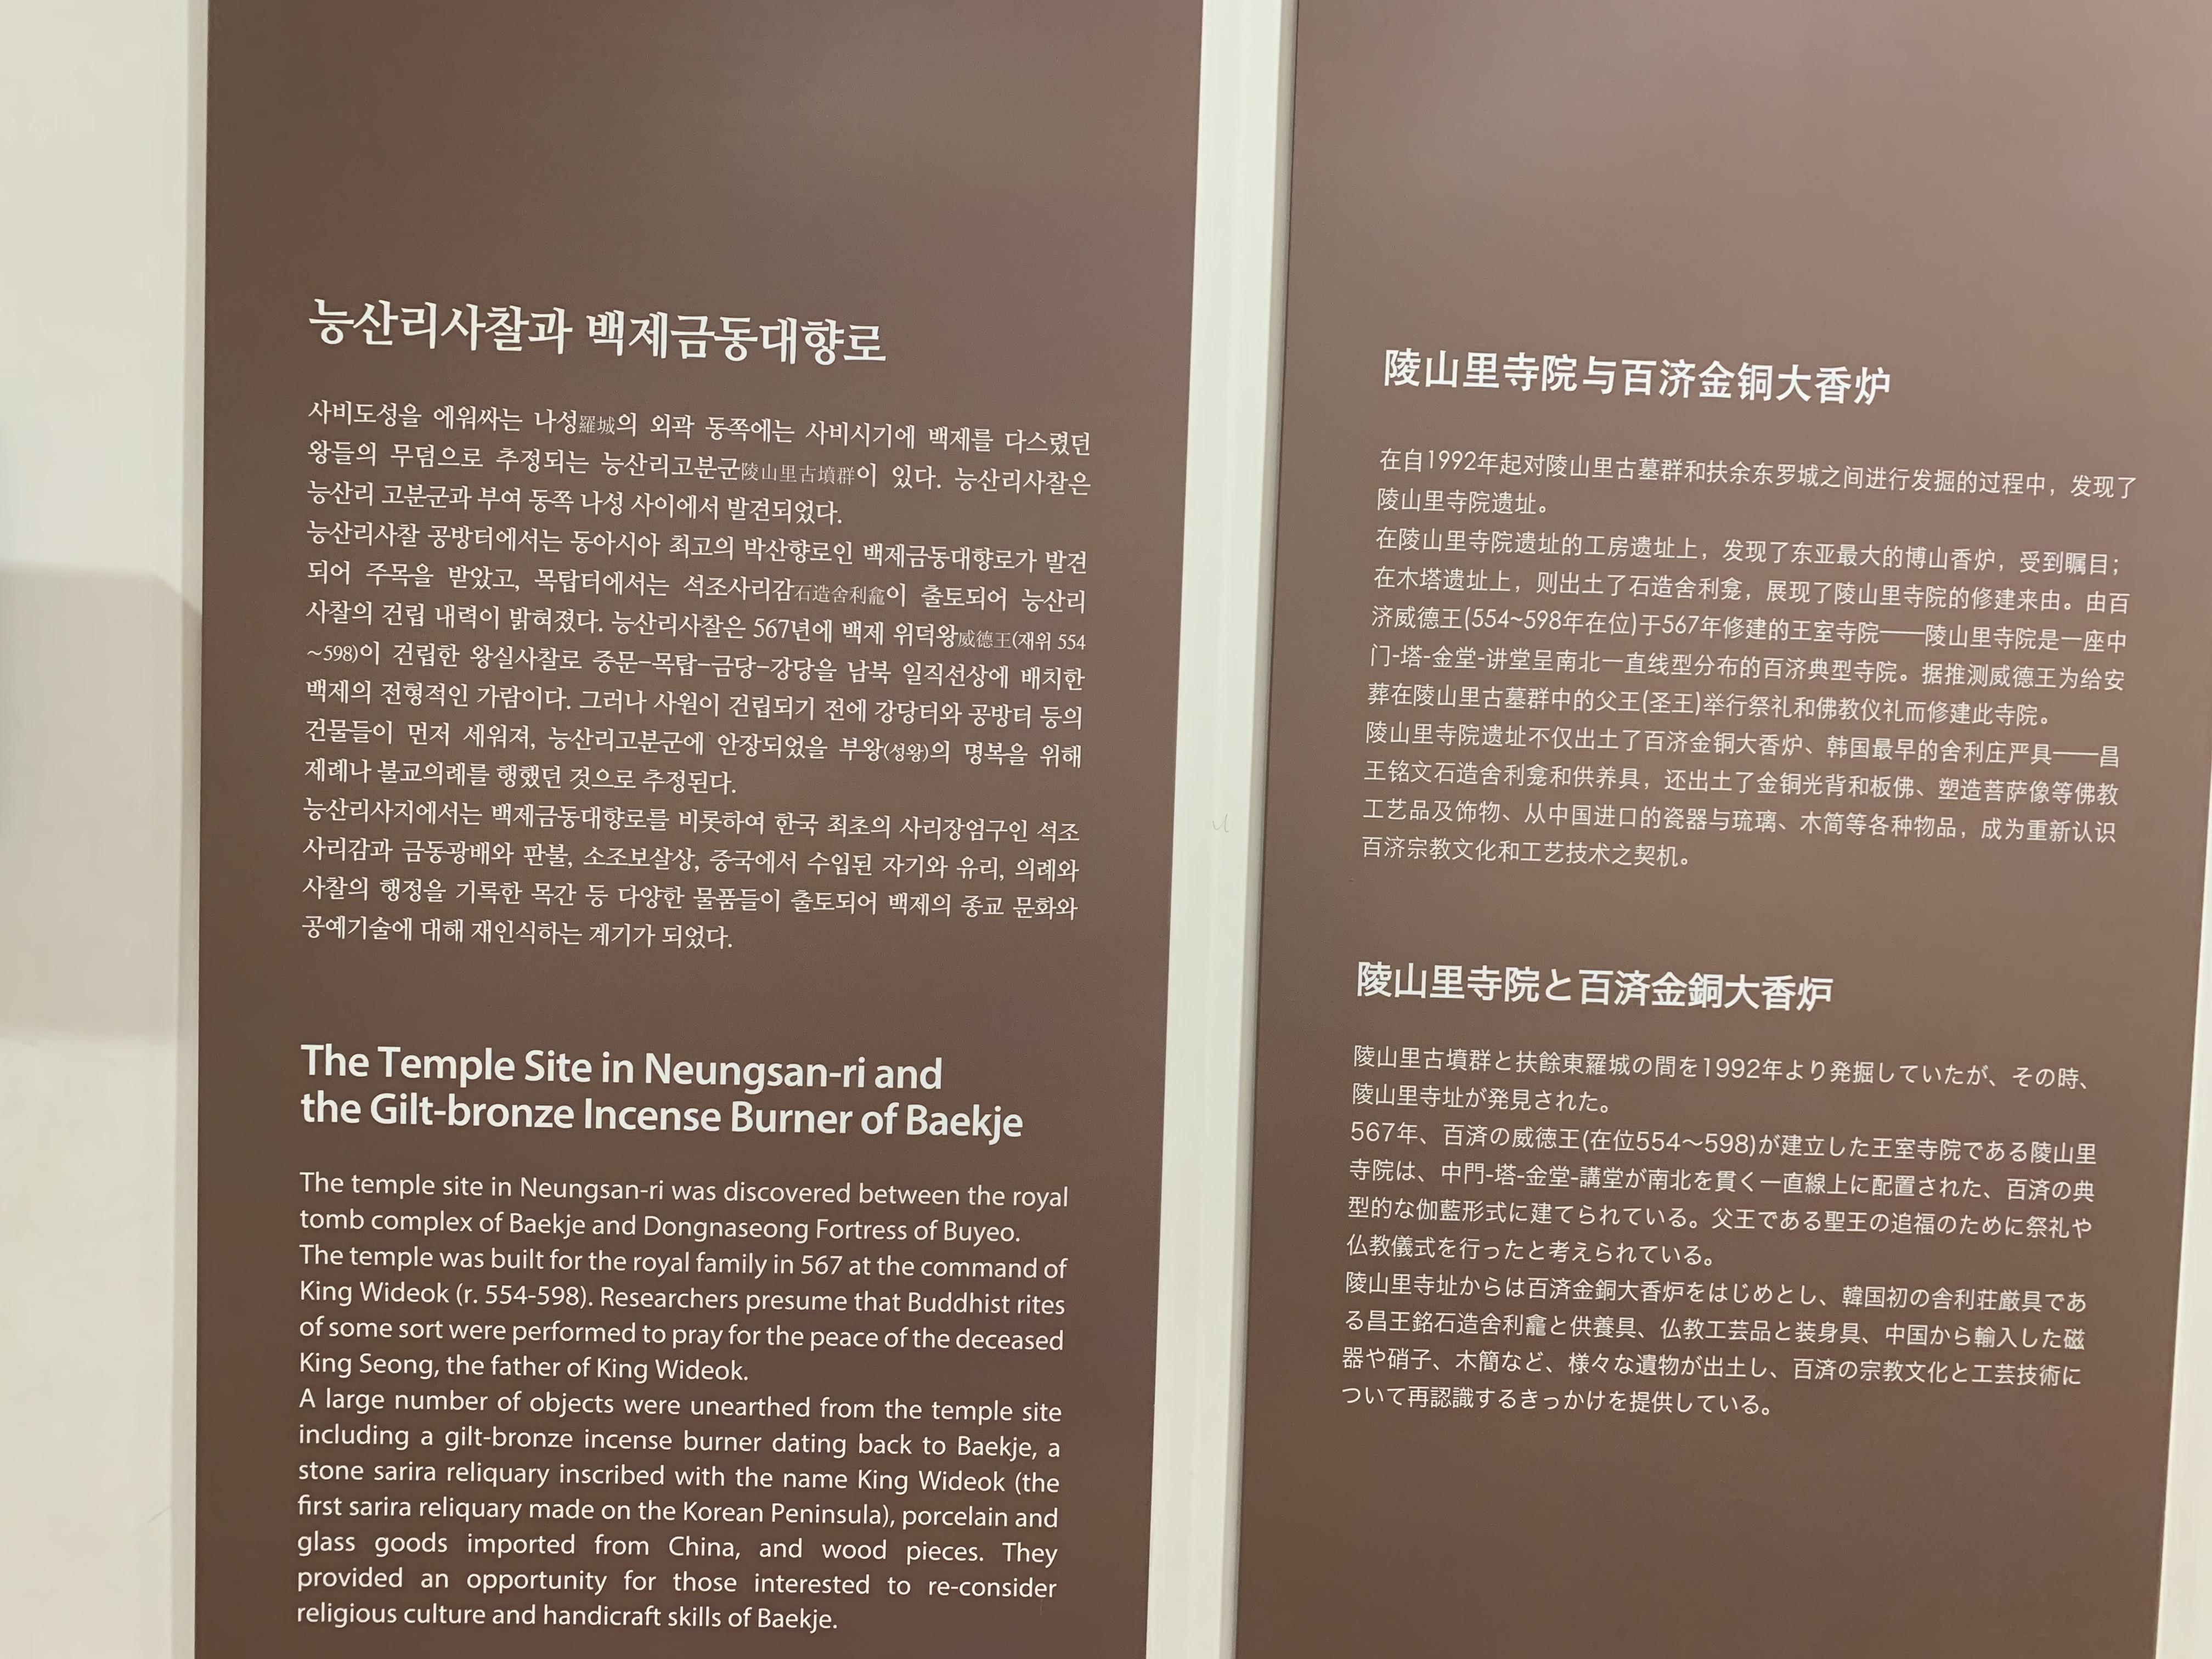 능산리사찰과 백제금동대향로
사비도성을 에워싸는 나성羅城의 외곽 동쪽에는 사비시기에 백제를 다스렸던
왕들의 무덤으로 추정되는 능산리고분군陵山里古墳群이 있다. 능산리사찰은
능산리 고분군과 부여 동쪽 나성 사이에서 발견되었다.
능산리사찰 공방터에서는 동아시아 최고의 박산향로인 백제금동대향로가 발견
되어 주목을 받았고, 목탑터에서는 석조사리감石造舍利龕이 출토되어 능산리
사찰의 건립 내력이 밝혀졌다. 능산리사찰은 567년에 백제 위덕왕威德王(재위 554
~598)이 건립한 왕실사찰로 중문-목탑-금당-강당을 남북 일직선상에 배치한
백제의 전형적인 가람이다. 그러나 사원이 건립되기 전에 강당터와 공방터 등의
건물들이 먼저 세워져, 능산리고분군에 안장되었을 부왕(성왕)의 명복을 위해
제례나 불교의례를 행했던 것으로 추정된다.
능산리사지에서는 백제금동대향로를 비롯하여 한국 최초의 사리장엄구인 석조
사리감과 금동광배와 판불, 소조보살상, 중국에서 수입된 자기와 유리, 의례와
사찰의 행정을 기록한 목간 등 다양한 물품들이 출토되어 백제의 종교 문화와
공예기술에 대해 재인식하는 계기가 되었다.
The Temple Site in Neungsan-ri and
the Gilt-bronze Incense Burner of Baekje
The temple site in Neungsan-ri was discovered between the royal
tomb complex of Baekje and Dongnaseong Fortress of Buyeo.
The temple was built for the royal family in 567 at the command of
King Wideok (r. 554-598). Researchers presume that Buddhist rites
of some sort were performed to pray for the peace of the deceased
King Seong, the father of King Wideok.
A large number of objects were unearthed from the temple site
including a gilt-bronze incense burner dating back to Baekje, a
stone sarira reliquary inscribed with the name King Wideok (the
first sarira reliquary made on the Korean Peninsula), porcelain and
glass goods imported from China, and wood pieces. They
provided an opportunity for those interested to re-consider
religious culture and handicraft skills of Baekje.
陵山里寺院与百济金铜大香炉
在自1992年起对陵山里古墓群和扶余东罗城之间进行发掘的过程中，发现了
陵山里寺院遗址。
在陵山里寺院遗址的工房遗址上，发现了东亚最大的博山香炉，受到瞩目；
在木塔遗址上，则出土了石造舍利龛，展现了陵山里寺院的修建来由。由百
济威德王(554~598年在位)于567年修建的王室寺院——陵山里寺院是一座中
门-塔-金堂-讲堂呈南北一直线型分布的百济典型寺院。据推测威德王为给安
葬在陵山里古墓群中的父王(圣王)举行祭礼和佛教仪礼而修建此寺院。
陵山里寺院遗址不仅出土了百济金铜大香炉、韩国最早的舍利庄严具——昌
王铭文石造舍利龛和供养具，还出土了金铜光背和板佛、塑造菩萨像等佛教
工艺品及饰物、从中国进口的瓷器与琉璃、木简等各种物品，成为重新认识
百济宗教文化和工艺技术之契机。
陵山里寺院と百済金銅大香炉
陵山里古墳群と扶餘東羅城の間を1992年より発掘していたが、その時、
陵山里寺址が発見された。
567年、百済の威徳王(在位554〜598)が建立した王室寺院である陵山里
寺院は、中門-塔-金堂-講堂が南北を貫く一直線上に配置された、百済の典
型的な伽藍形式に建てられている。父王である聖王の追福のために祭礼や
仏教儀式を行ったと考えられている。
陵山里寺址からは百済金銅大香炉をはじめとし、韓国初の舎利荘厳具であ
る昌王銘石造舎利龕と供養具、仏教工芸品と装身具、中国から輸入した磁
器や硝子、木簡など、様々な遺物が出土し、百済の宗教文化と工芸技術に
ついて再認識するきっかけを提供している。